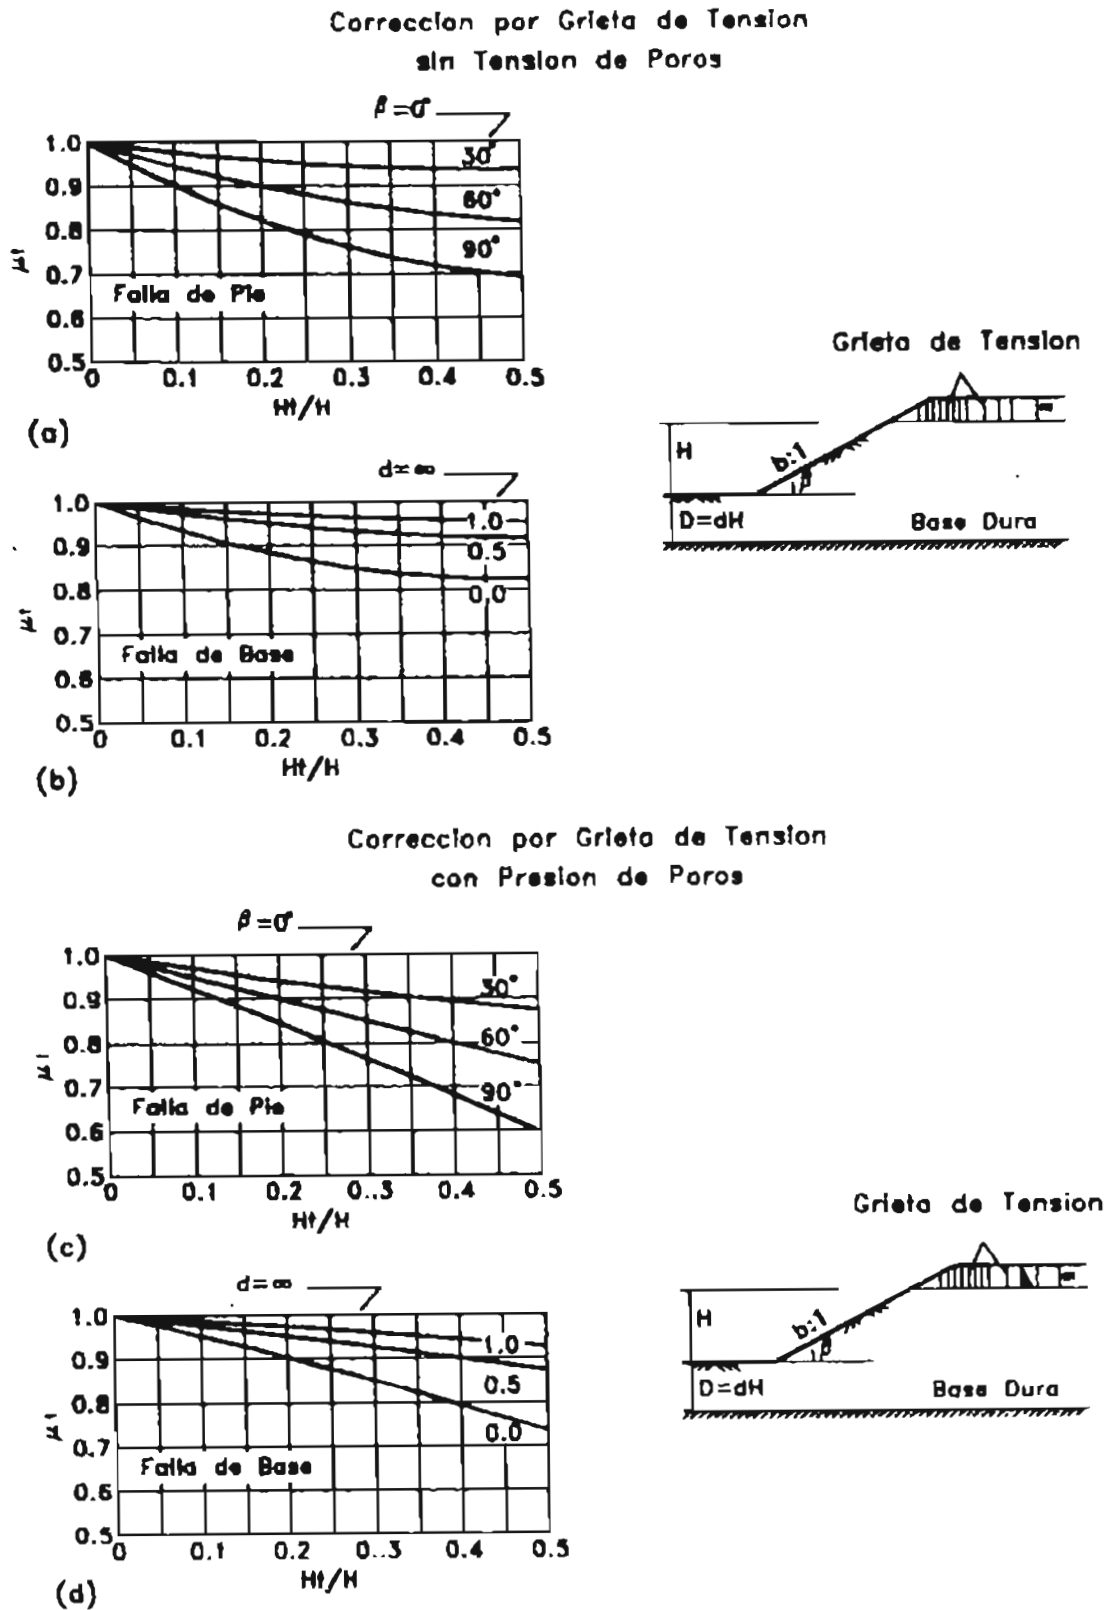 Correccion por Grieta de Tension
sin Tension de Poros
β=0°
1.0
0.9
0.8
0.7
0.6
0.5
μt
30°
60°
90°
Falla de Pie
0 0.1 0.2 0.3 0.4 0.5
Ht/H
(a)
d=∞
1.0
0.9
0.8
0.7
0.6
0.5
μt
1.0
0.5
0.0
Falla de Base
0 0.1 0.2 0.3 0.4 0.5
Ht/H
(b)
Grieta de Tension
H
b:1
β
D=dH
Base Dura
Correccion por Grieta de Tension
con Presion de Poros
β=0°
1.0
0.9
0.8
0.7
0.6
0.5
μt
30°
60°
90°
Falla de Pie
0 0.1 0.2 0.3 0.4 0.5
Ht/H
(c)
d=∞
1.0
0.9
0.8
0.7
0.6
0.5
μt
1.0
0.5
0.0
Falla de Base
0 0.1 0.2 0.3 0.4 0.5
Ht/H
(d)
Grieta de Tension
H
b:1
β
D=dH
Base Dura